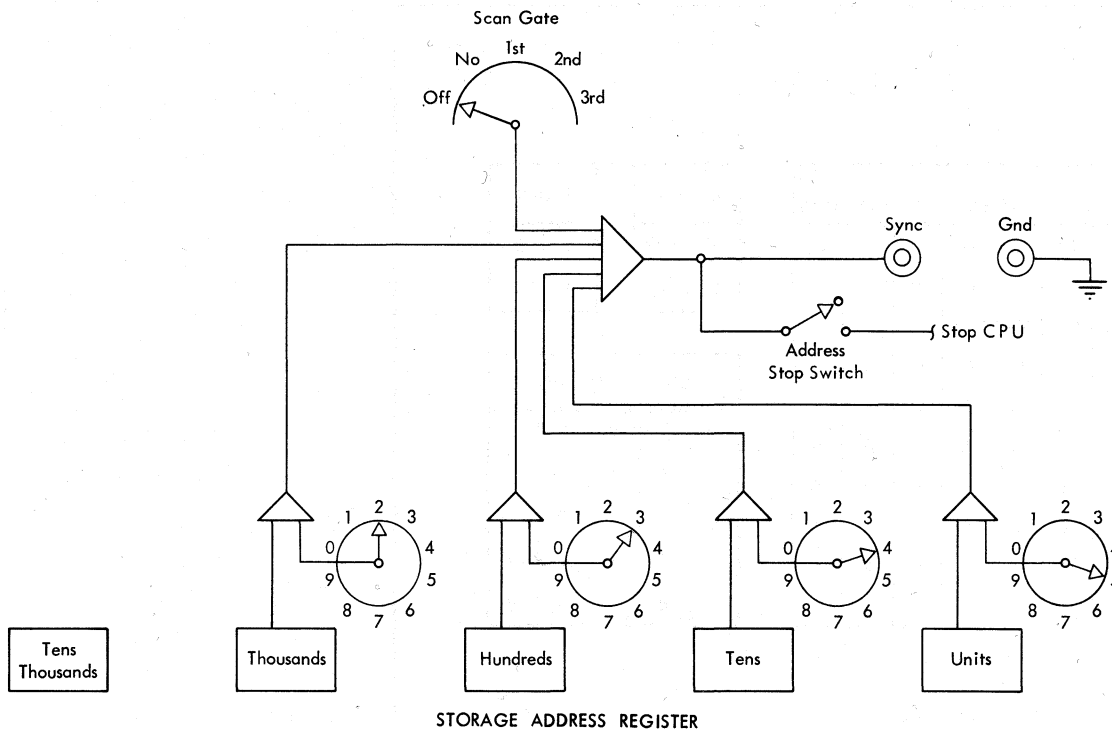 Scan Gate
Off No 1st 2nd 3rd
Sync
Gnd
Address
Stop Switch
Stop CPU
0 1 2 3 4 5 6 7 8 9
0 1 2 3 4 5 6 7 8 9
0 1 2 3 4 5 6 7 8 9
0 1 2 3 4 5 6 7 8 9
Tens
Thousands
Thousands
Hundreds
Tens
Units
STORAGE ADDRESS REGISTER